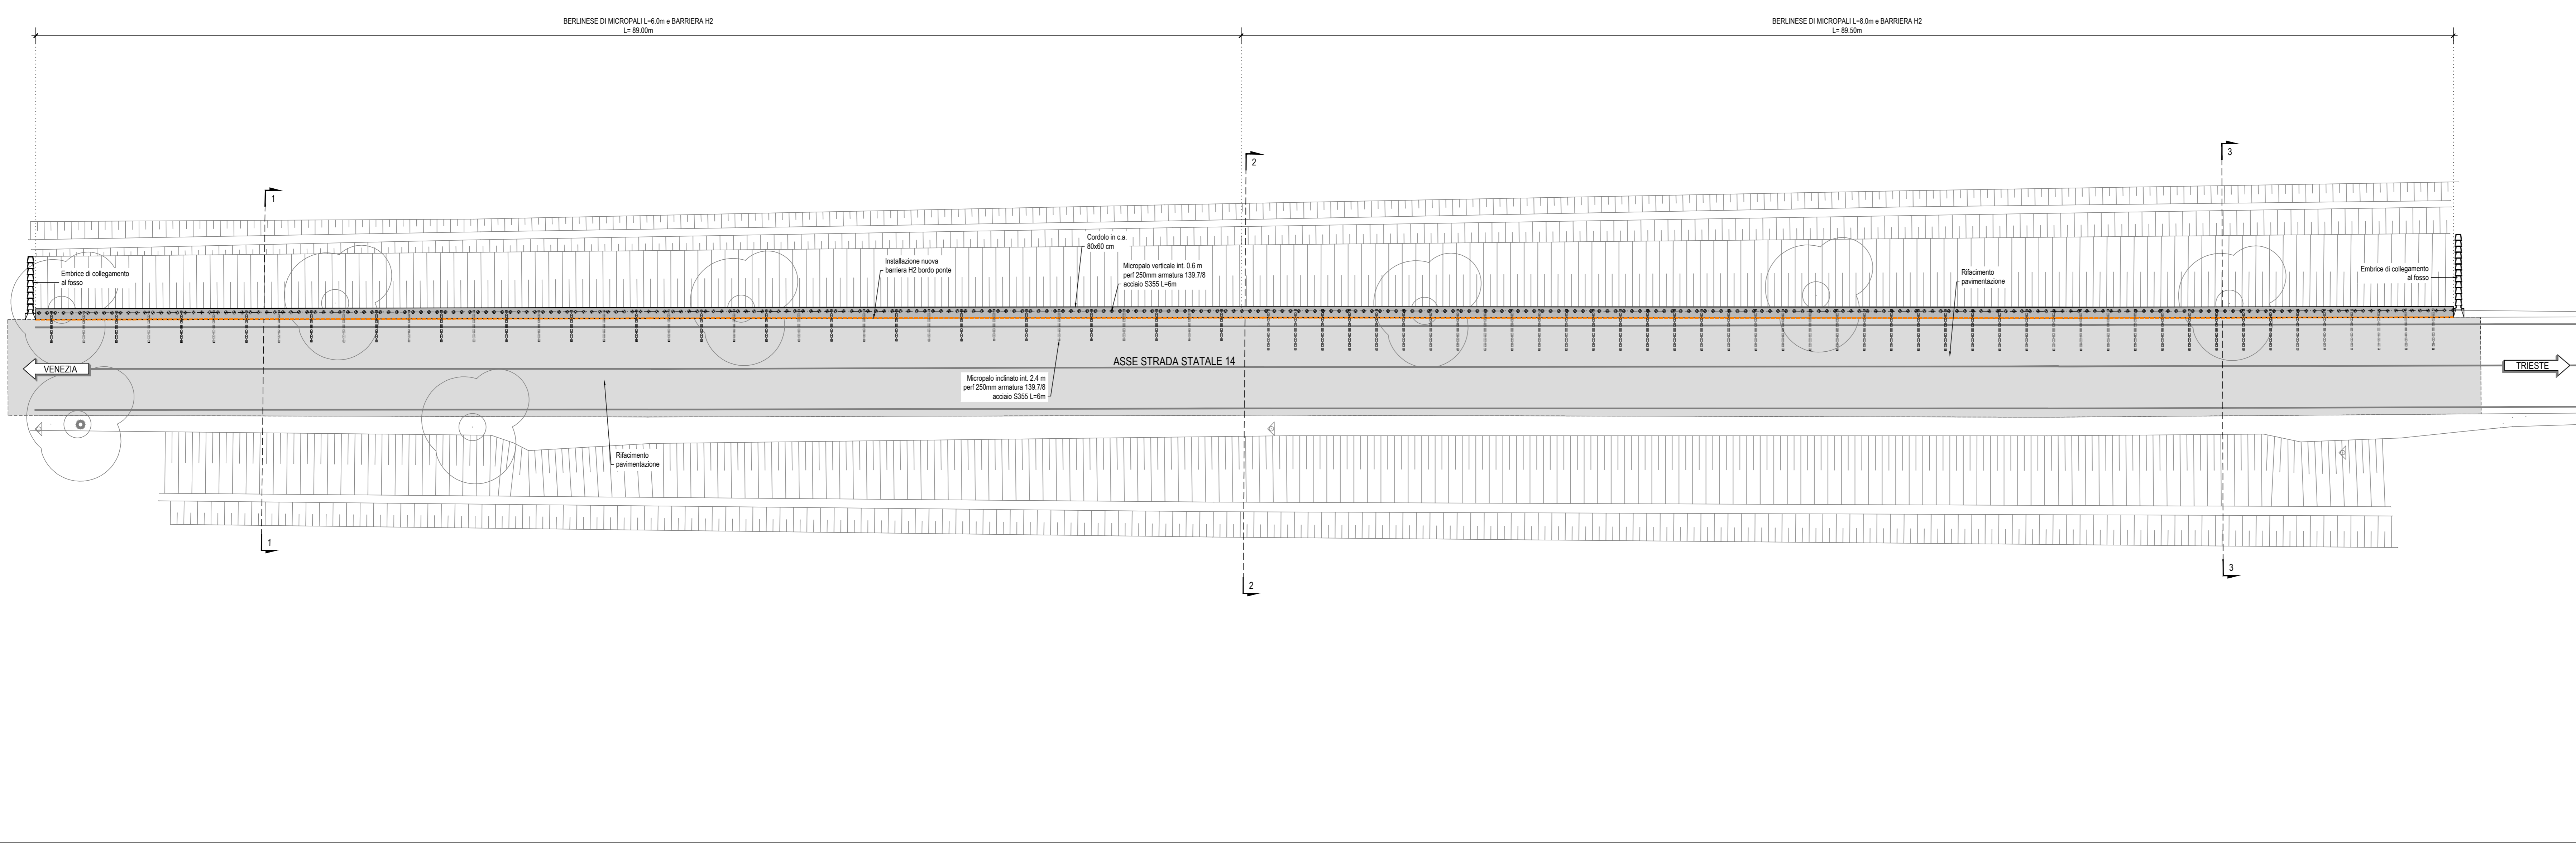 BERLINESE DI MICROPALI L=6.0m e BARRIERA H2
L= 89.00m
BERLINESE DI MICROPALI L=8.0m e BARRIERA H2
L= 89.50m
1
2
3
Embrice di collegamento
al fosso
Installazione nuova
barriera H2 bordo ponte
Cordolo in c.a.
80x60 cm
Micropalo verticale int. 0.6 m
perf 250mm armatura 139.7/8
acciaio S355 L=6m
Rifacimento
pavimentazione
Embrice di collegamento
al fosso
VENEZIA
ASSE STRADA STATALE 14
TRIESTE
Micropalo inclinato int. 2.4 m
perf 250mm armatura 139.7/8
acciaio S355 L=6m
Rifacimento
pavimentazione
1
2
3